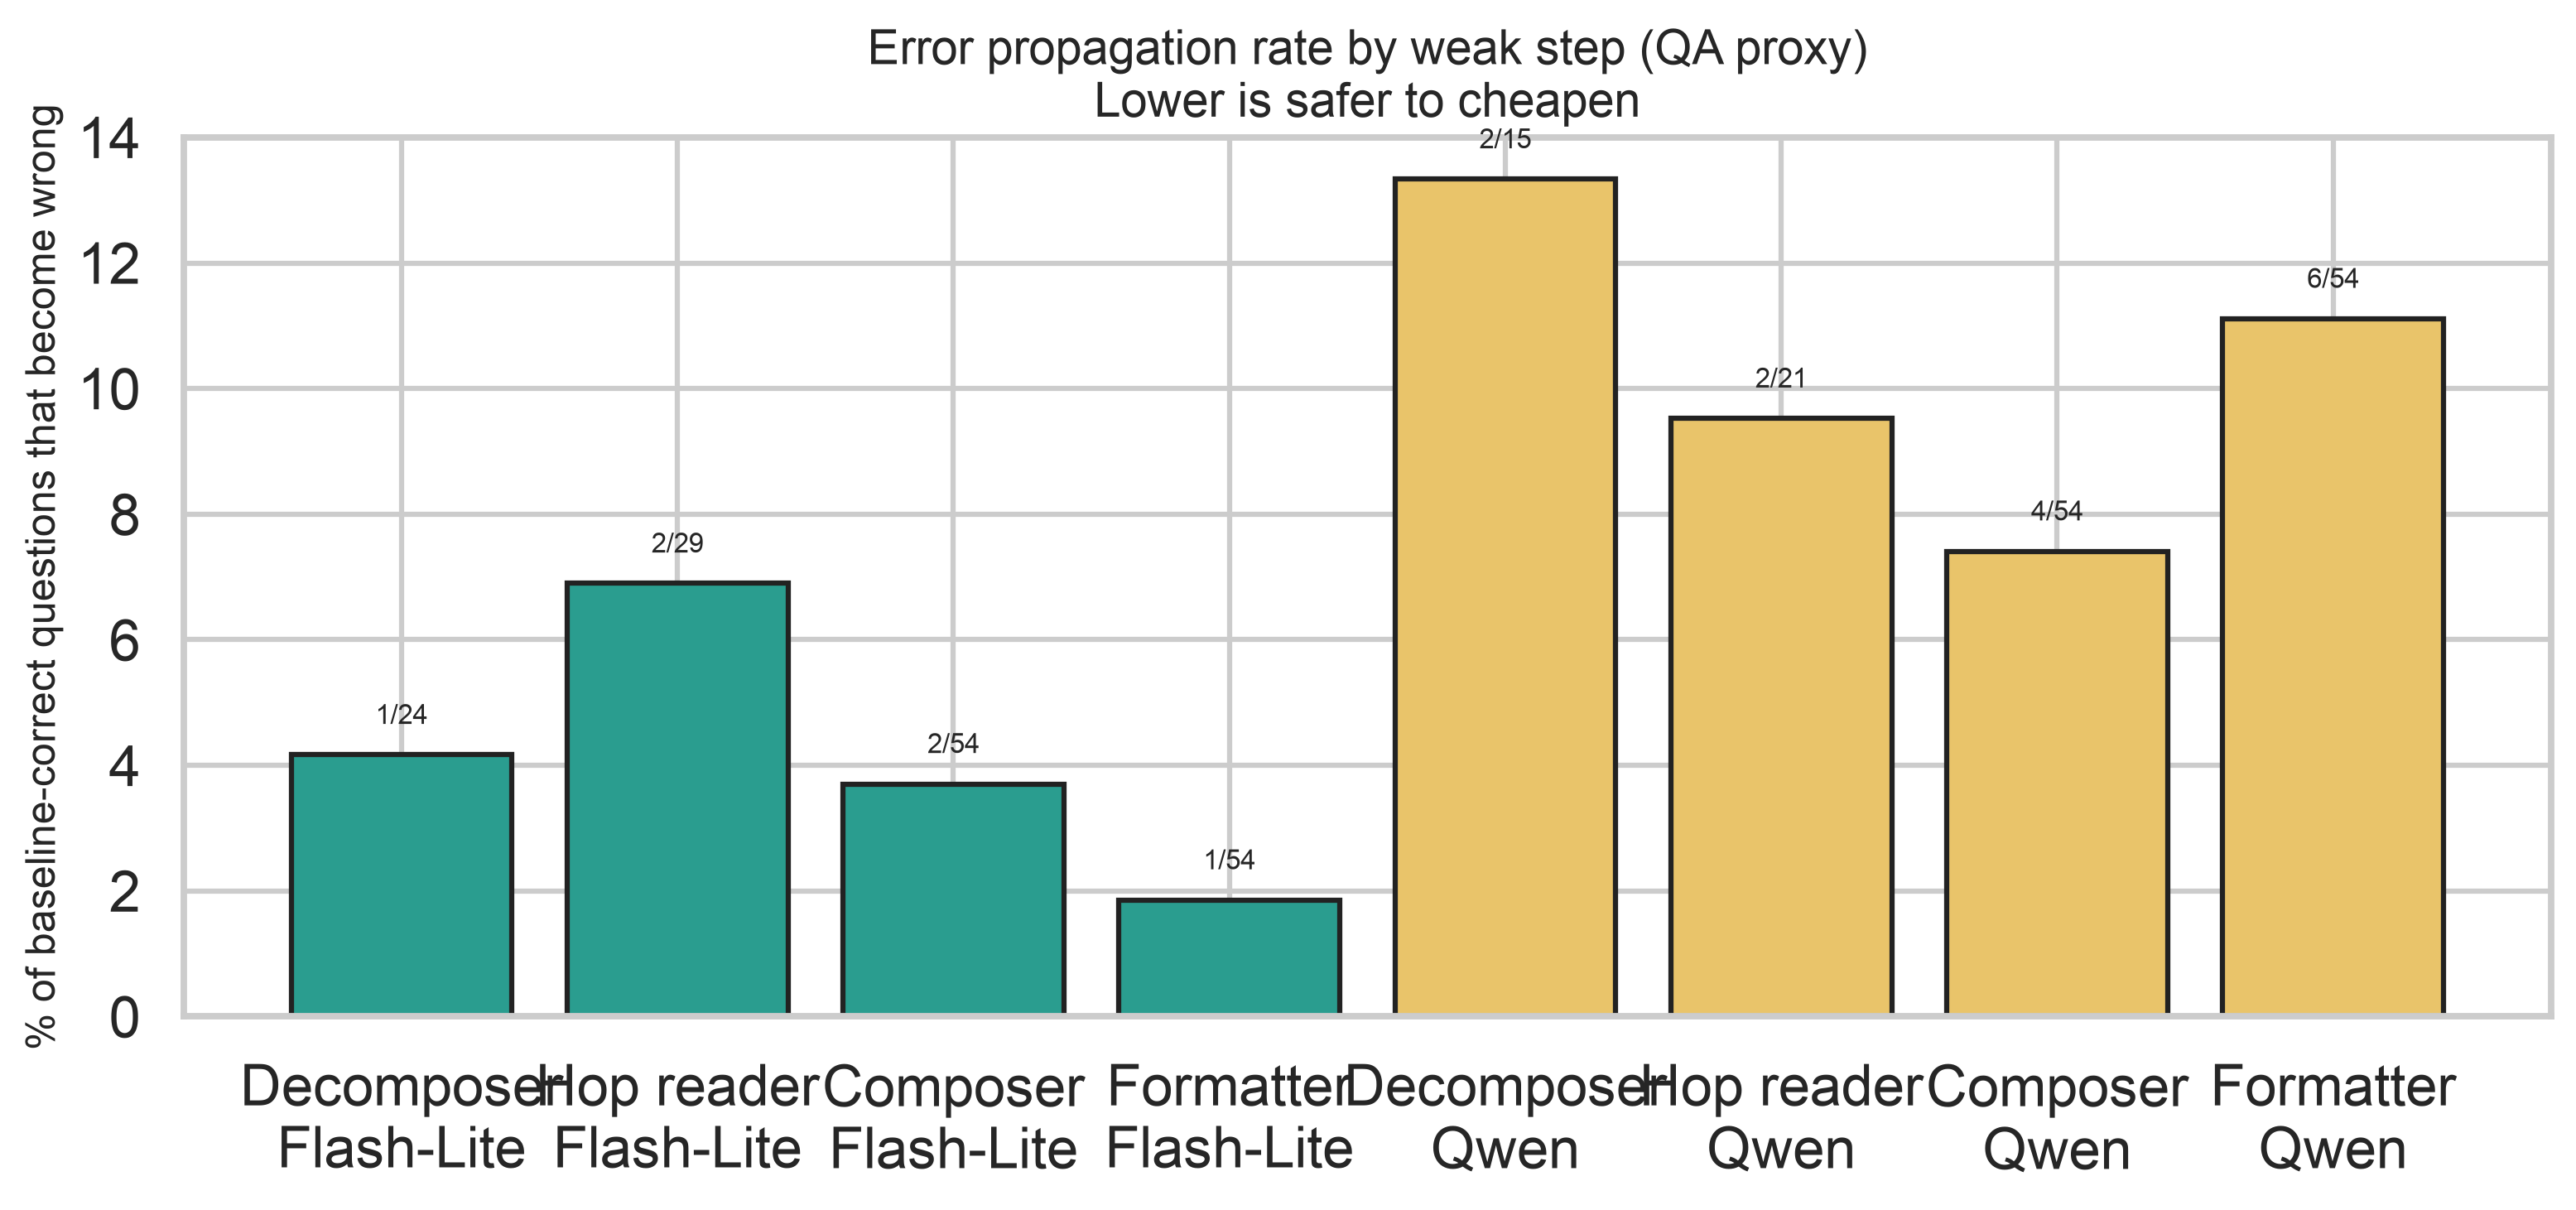 Error propagation rate by weak step (QA proxy)
Lower is safer to cheapen
% of baseline-correct questions that become wrong
14
12
10
8
6
4
2
0
1/24
2/29
2/54
1/54
2/15
2/21
4/54
6/54
Decomposer
Flash-Lite
Hop reader
Flash-Lite
Composer
Flash-Lite
Formatter
Flash-Lite
Decomposer
Qwen
Hop reader
Qwen
Composer
Qwen
Formatter
Qwen